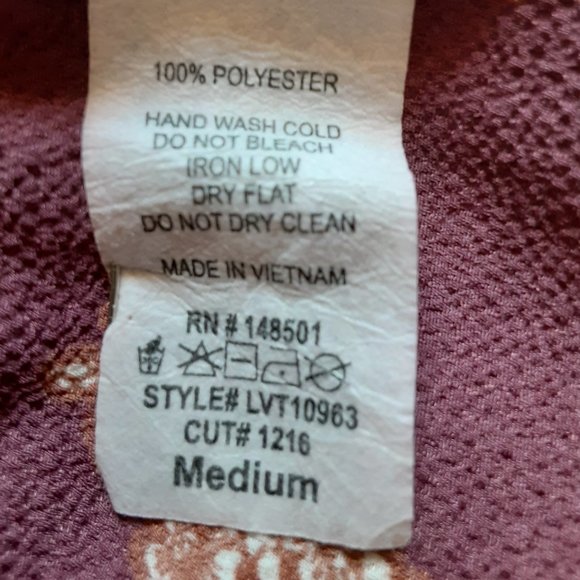 100% POLYESTER
HAND WASH COLD
DO NOT BLEACH
IRON LOW
DRY FLAT
DO NOT DRY CLEAN
MADE IN VIETNAM
RN # 148501
STYLE# LVT10963
CUT# 1216
Medium